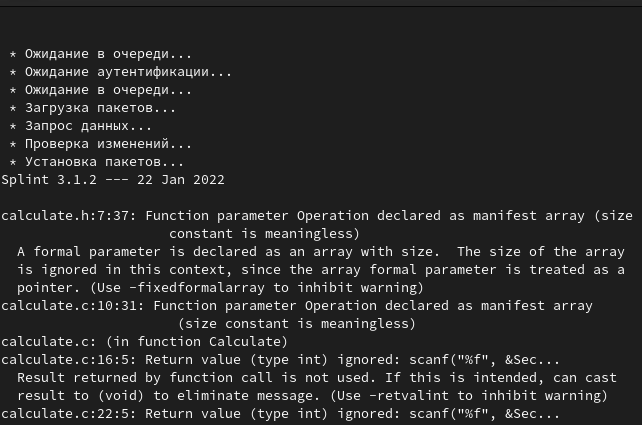 * Ожидание в очереди...
* Ожидание аутентификации...
* Ожидание в очереди...
* Загрузка пакетов...
* Запрос данных...
* Проверка изменений...
* Установка пакетов...
Splint 3.1.2 --- 22 Jan 2022
calculate.h:7:37: Function parameter Operation declared as manifest array (size
constant is meaningless)
A formal parameter is declared as an array with size.  The size of the array
is ignored in this context, since the array formal parameter is treated as a
pointer. (Use -fixedformalarray to inhibit warning)
calculate.c:10:31: Function parameter Operation declared as manifest array
(size constant is meaningless)
calculate.c: (in function Calculate)
calculate.c:16:5: Return value (type int) ignored: scanf("%f", &Sec...
Result returned by function call is not used. If this is intended, can cast
result to (void) to eliminate message. (Use -retvalint to inhibit warning)
calculate.c:22:5: Return value (type int) ignored: scanf("%f", &Sec...